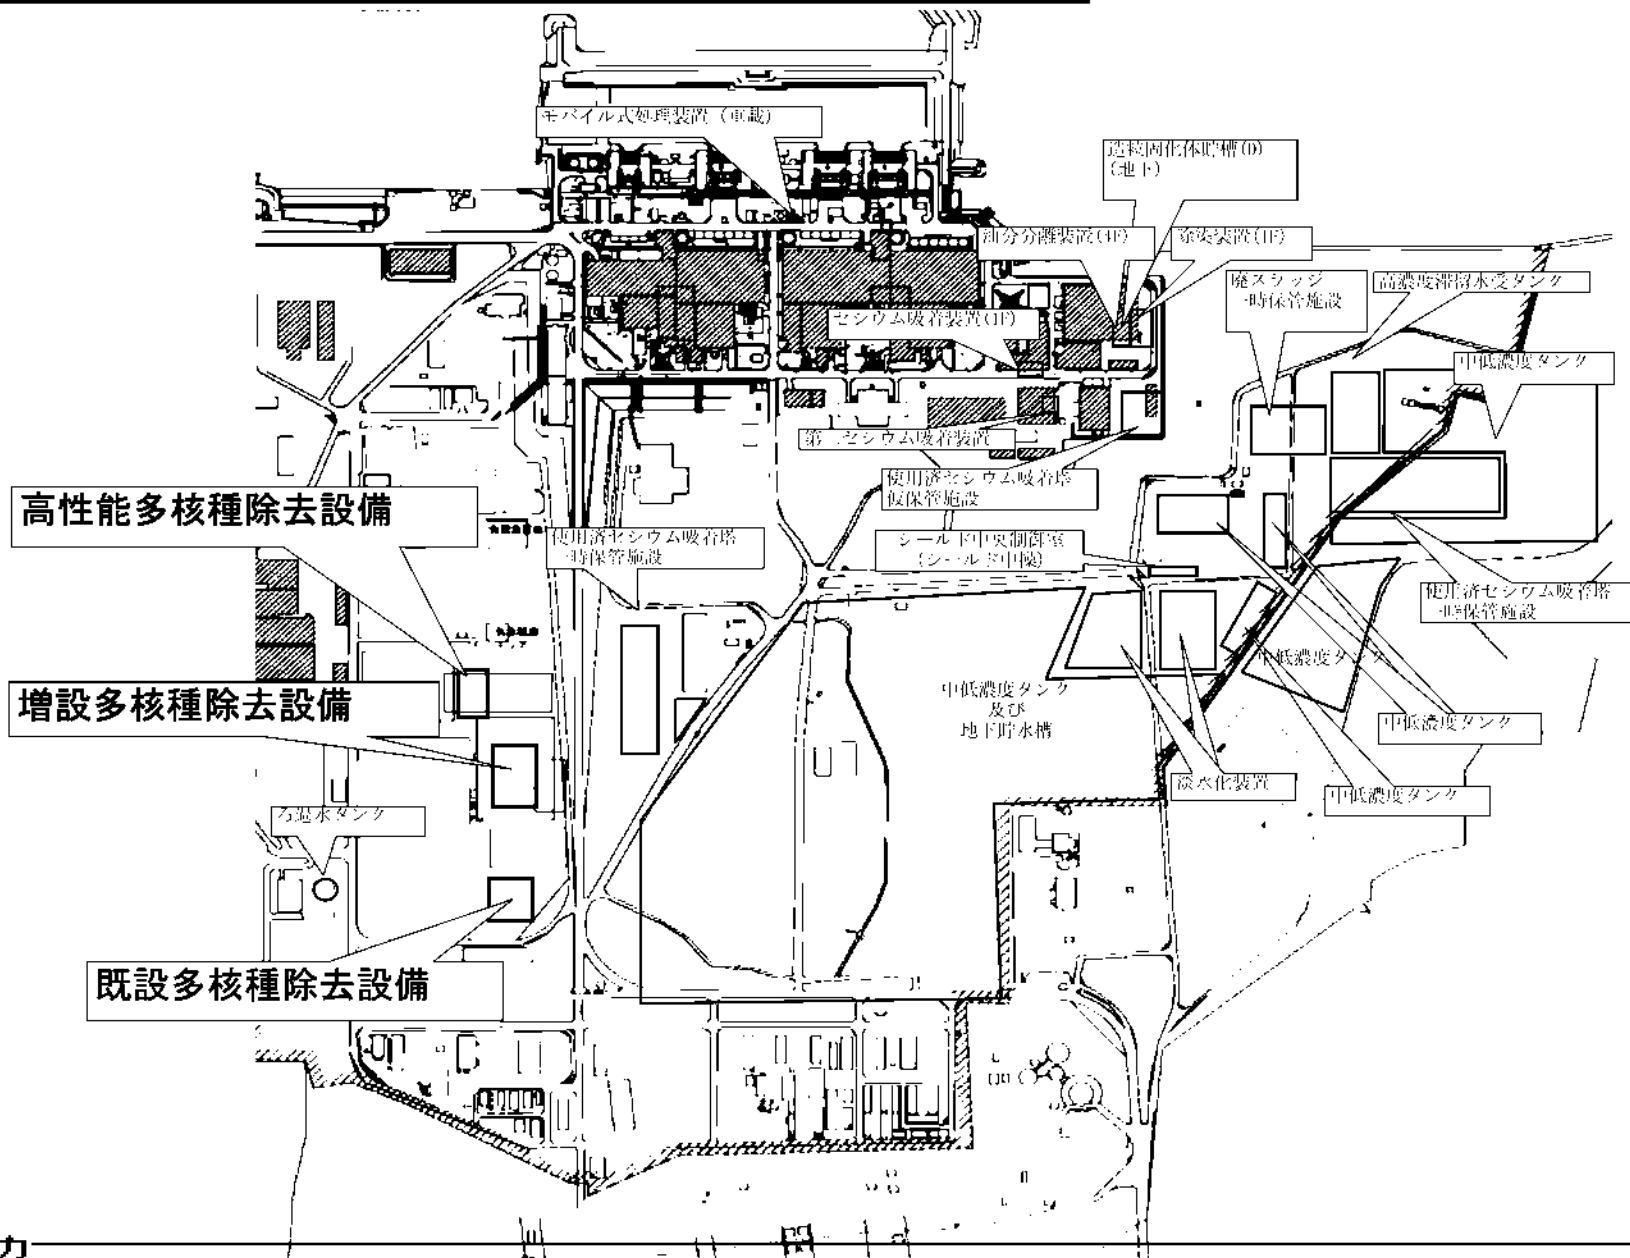 モバイル式処理装置（車載）
造粒固化体貯槽(D)
(地下)
油分分離装置(1F)
除染装置(1F)
廃スラッジ
一時保管施設
高濃度滞留水受タンク
セシウム吸着装置(1F)
中低濃度タンク
第二セシウム吸着装置
使用済セシウム吸着塔
仮保管施設
高性能多核種除去設備
使用済セシウム吸着塔
一時保管施設
シールド中央制御室
(シールド中操)
使用済セシウム吸着塔
一時保管施設
中低濃度タンク
増設多核種除去設備
中低濃度タンク
及び
地下貯水槽
中低濃度タンク
淡水化装置
中低濃度タンク
ろ過水タンク
既設多核種除去設備
力